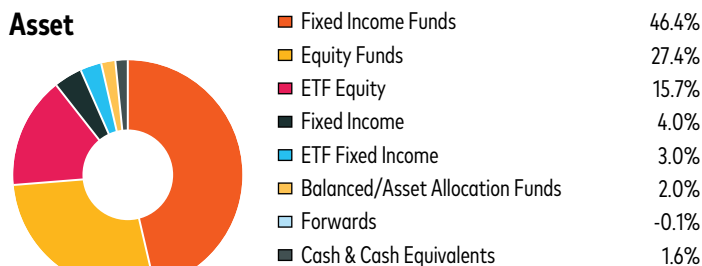 Asset
Fixed Income Funds 46.4%
Equity Funds 27.4%
ETF Equity 15.7%
Fixed Income 4.0%
ETF Fixed Income 3.0%
Balanced/Asset Allocation Funds 2.0%
Forwards -0.1%
Cash & Cash Equivalents 1.6%